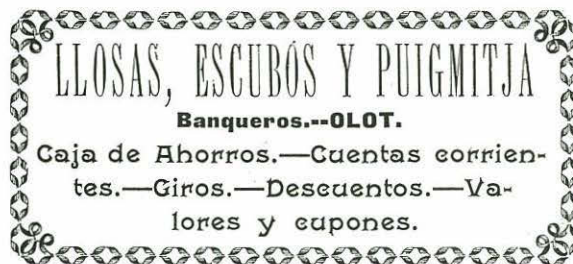 LLOSAS, ESCUBÓS Y PUIGMITJA
Banqueros.--OLOT.
Caja de Ahorros.—Cuentas corrien-
tes.—Giros.—Descuentos.—Va-
lores y cupones.